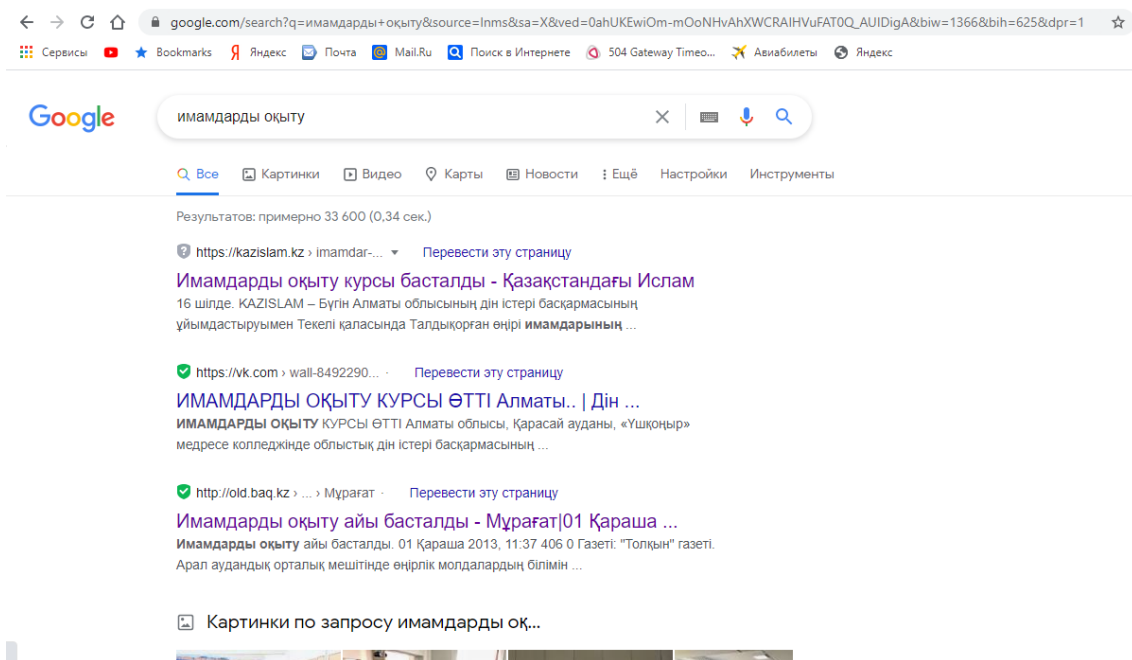 google.com/search?q=имамдарды+оқыту&source=lnms&sa=X&ved=0ahUKEwiOm-mOoNHvAhXWCRAIHVuFAT0Q_AUIDigA&biw=1366&bih=625&dpr=1
Сервисы Bookmarks Яндекс Почта Mail.Ru Поиск в Интернете 504 Gateway Timeo... Авиабилеты Яндекс
Google имамдарды оқыту
Все Картинки Видео Карты Новости Ещё Настройки Инструменты
Результатов: примерно 33 600 (0,34 сек.)
https://kazislam.kz › imamdar-... Перевести эту страницу
Имамдарды оқыту курсы басталды - Қазақстандағы Ислам
16 шілде. KAZISLAM – Бүгін Алматы облысының дін істері басқармасының
ұйымдастыруымен Текелі қаласында Талдықорған өңірі имамдарының ...
https://vk.com › wall-8492290... · Перевести эту страницу
ИМАМДАРДЫ ОҚЫТУ КУРСЫ ӨТТІ Алматы.. | Дін ...
ИМАМДАРДЫ ОҚЫТУ КУРСЫ ӨТТІ Алматы облысы, Қарасай ауданы, «Үшқоңыр»
медресе колледжінде облыстық дін істері басқармасының ...
http://old.baq.kz › ... › Мұрағат · Перевести эту страницу
Имамдарды оқыту айы басталды - Мұрағат|01 Қараша ...
Имамдарды оқыту айы басталды. 01 Қараша 2013, 11:37 406 0 Газеті: "Толқын" газеті.
Арал аудандық орталық мешітінде өңірлік молдалардың білімін ...
Картинки по запросу имамдарды оқ...